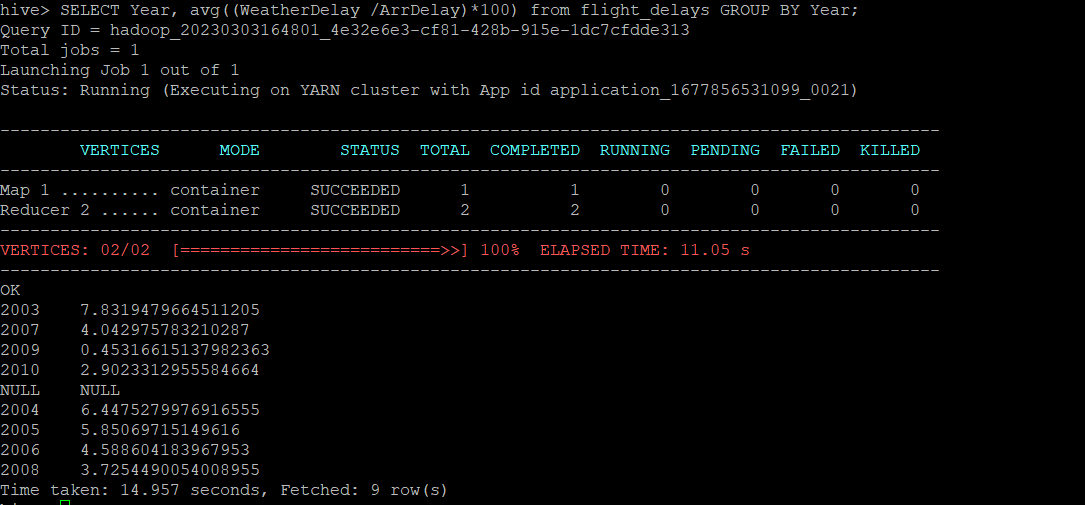 hive> SELECT Year, avg((WeatherDelay /ArrDelay)*100) from flight_delays GROUP BY Year;
Query ID = hadoop_20230303164801_4e32e6e3-cf81-428b-915e-1dc7cfdde313
Total jobs = 1
Launching Job 1 out of 1
Status: Running (Executing on YARN cluster with App id application_1677856531099_0021)
----------------------------------------------------------------------------------------------
VERTICES MODE STATUS TOTAL COMPLETED RUNNING PENDING FAILED KILLED
----------------------------------------------------------------------------------------------
Map 1 .......... container SUCCEEDED 1 1 0 0 0 0
Reducer 2 ...... container SUCCEEDED 2 2 0 0 0 0
----------------------------------------------------------------------------------------------
VERTICES: 02/02 [==========================>>] 100% ELAPSED TIME: 11.05 s
----------------------------------------------------------------------------------------------
OK
2003 7.8319479664511205
2007 4.042975783210287
2009 0.45316615137982363
2010 2.9023312955584664
NULL NULL
2004 6.4475279976916555
2005 5.85069715149616
2006 4.588604183967953
2008 3.7254490054008955
Time taken: 14.957 seconds, Fetched: 9 row(s)